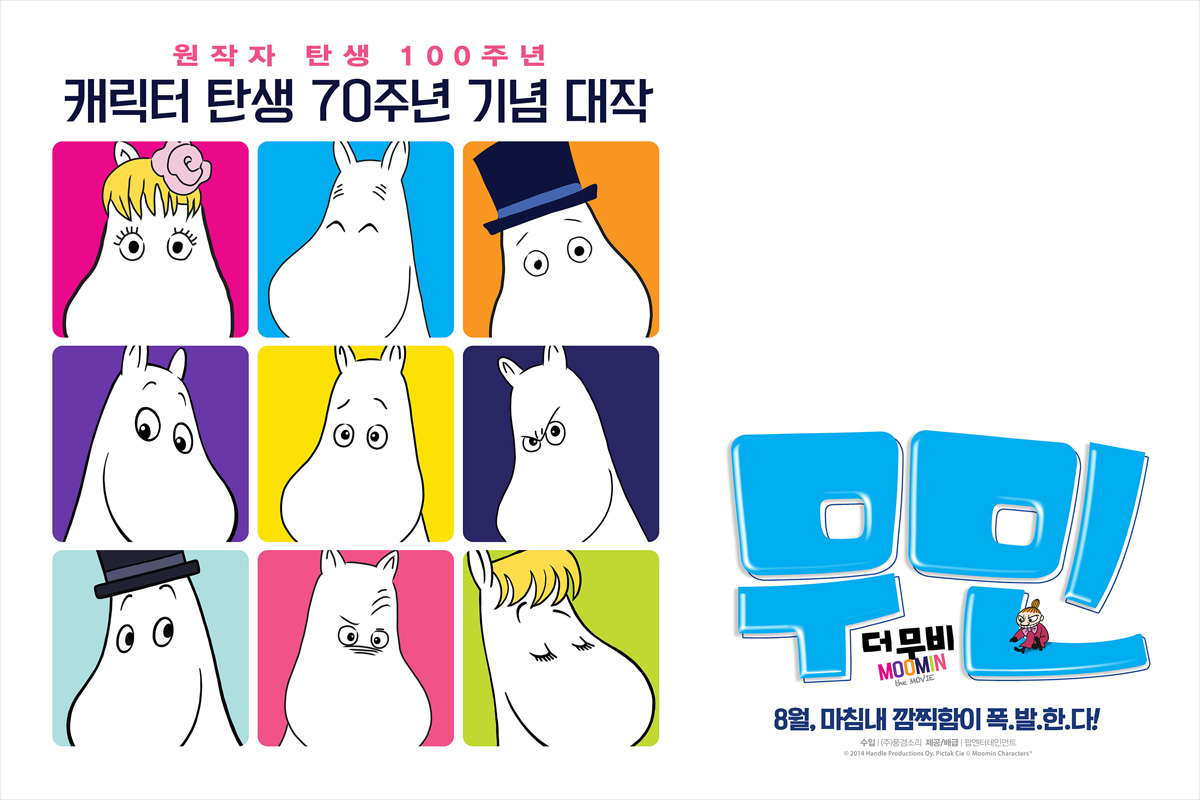 원작자 탄생 100주년
캐릭터 탄생 70주년 기념 대작
무민
더 무비
MOOMIN
the MOVIE
8월, 마침내 깜찍함이 폭.발.한.다!
수입 | (주)풍경소리 제공/배급 | 팝엔터테인먼트
© 2014 Handle Productions Oy, Pictak Cie © Moomin Characters™